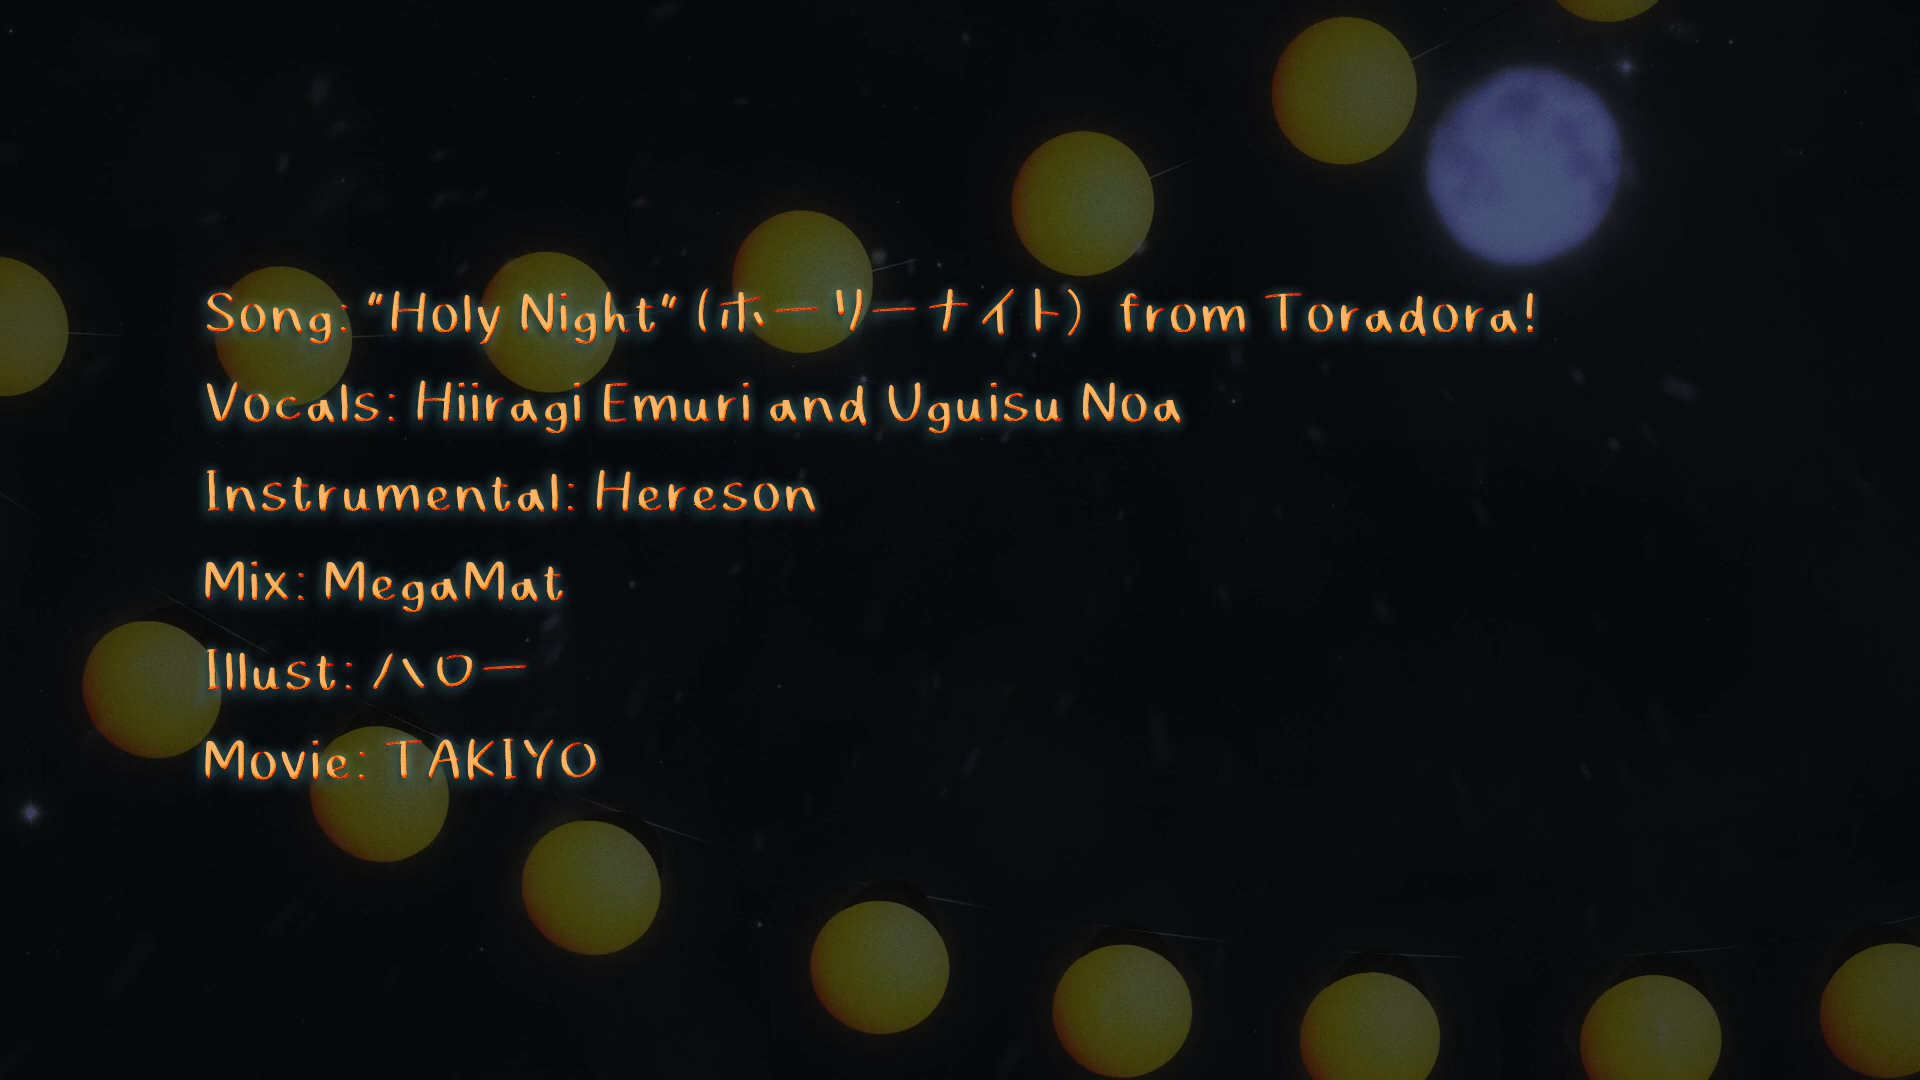 Song: "Holy Night" (ホーリーナイト) from Toradora!
Vocals: Hiiragi Emuri and Uguisu Noa
Instrumental: Hereson
Mix: MegaMat
Illust: ハロー
Movie: TAKIYO